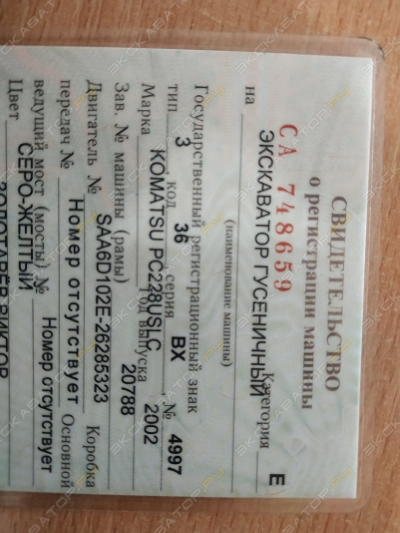 СВИДЕТЕЛЬСТВО
о регистрации машины
СА 748659
на ЭКСКАВАТОР ГУСЕНИЧНЫЙ Категория E
(наименование машины)
Государственный регистрационный знак
тип 3 код 36 серия ВХ № 4997
Марка KOMATSU PC228USLC Год выпуска 2002
Зав. № машины (рамы) 20788
Двигатель № SAA6D102E-26285323 Коробка
передач № Номер отсутствует Основной
ведущий мост (мосты) № Номер отсутствует
Цвет СЕРО-ЖЕЛТЫЙ
ЗОЛОТАРЁВ ВИКТОР